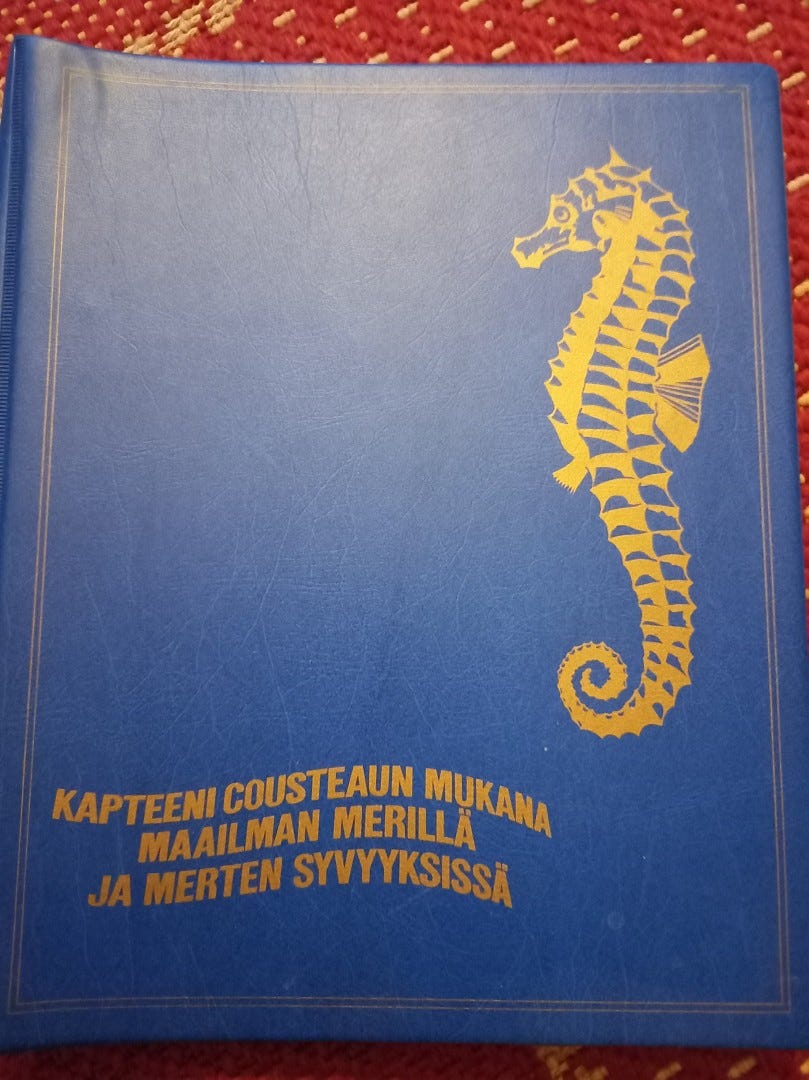 KAPTEENI COUSTEAUN MUKANA
MAAILMAN MERILLÄ
JA MERTEN SYVYYKSISSÄ